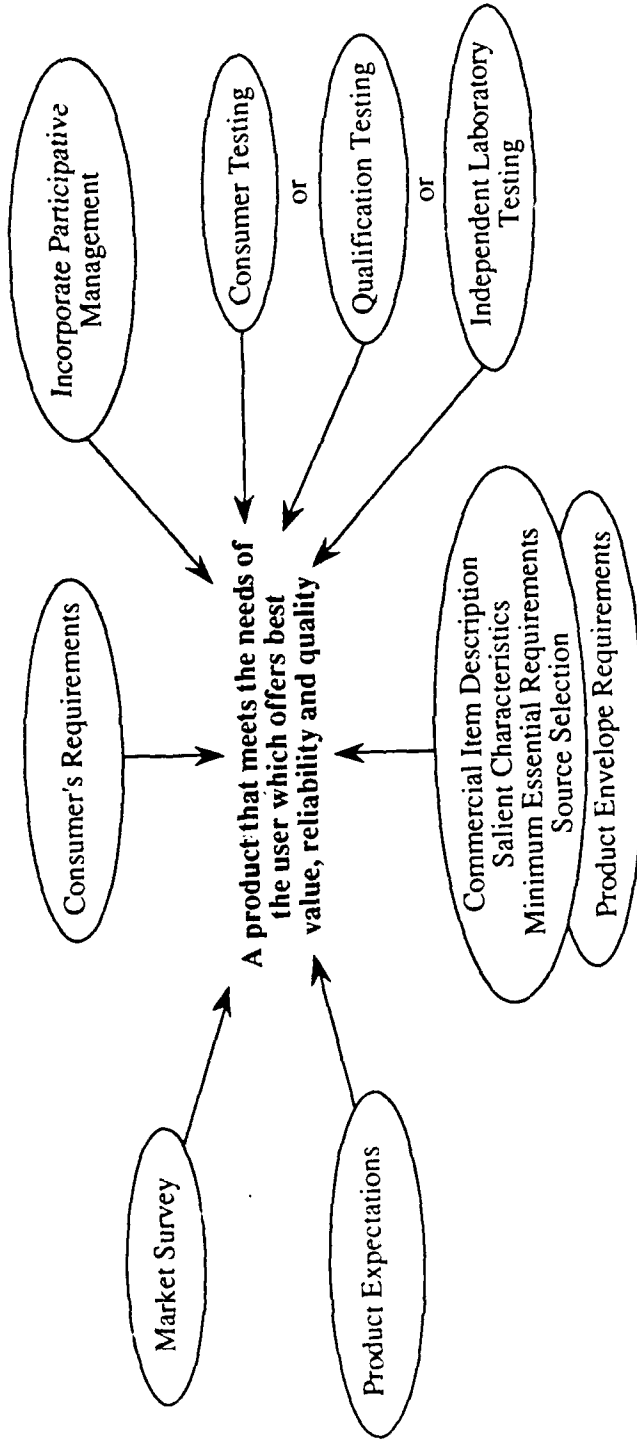 Incorporate Participative
Management
Consumer's Requirements
Market Survey
Consumer Testing
or
Qualification Testing
or
Independent Laboratory
Testing
A product that meets the needs of
the user which offers best
value, reliability and quality
Product Expectations
Commercial Item Description
Salient Characteristics
Minimum Essential Requirements
Source Selection
Product Envelope Requirements